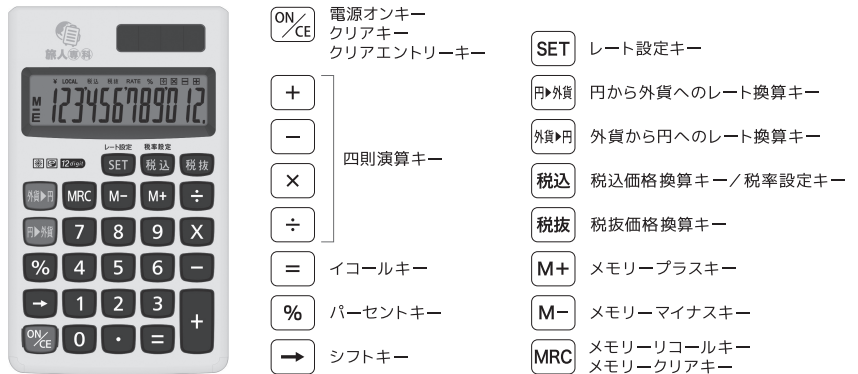 旅人専科
¥ LOCAL 税込 税抜 RATE % + × − ÷
M
E
123456789012.
レート設定 税率設定
12digit SET 税込 税抜
外貨▶円 MRC M− M+ ÷
円▶外貨 7 8 9 X
% 4 5 6 −
→ 1 2 3
+
ON/CE 0 · =
ON/CE
電源オンキー
クリアキー
クリアエントリーキー
+
−
×
÷
四則演算キー
= イコールキー
% パーセントキー
→ シフトキー
SET レート設定キー
円▶外貨 円から外貨へのレート換算キー
外貨▶円 外貨から円へのレート換算キー
税込 税込価格換算キー/税率設定キー
税抜 税抜価格換算キー
M+ メモリープラスキー
M− メモリーマイナスキー
MRC メモリーリコールキー
メモリークリアキー